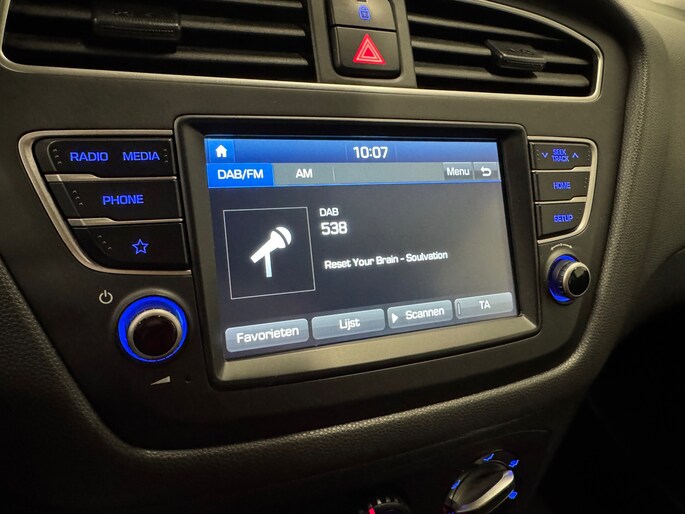 10:07
RADIO MEDIA
DAB/FM AM Menu
SEEK
TRACK
PHONE
DAB
538
HOME
Reset Your Brain - Soulvation
SETUP
Favorieten Lijst Scannen TA